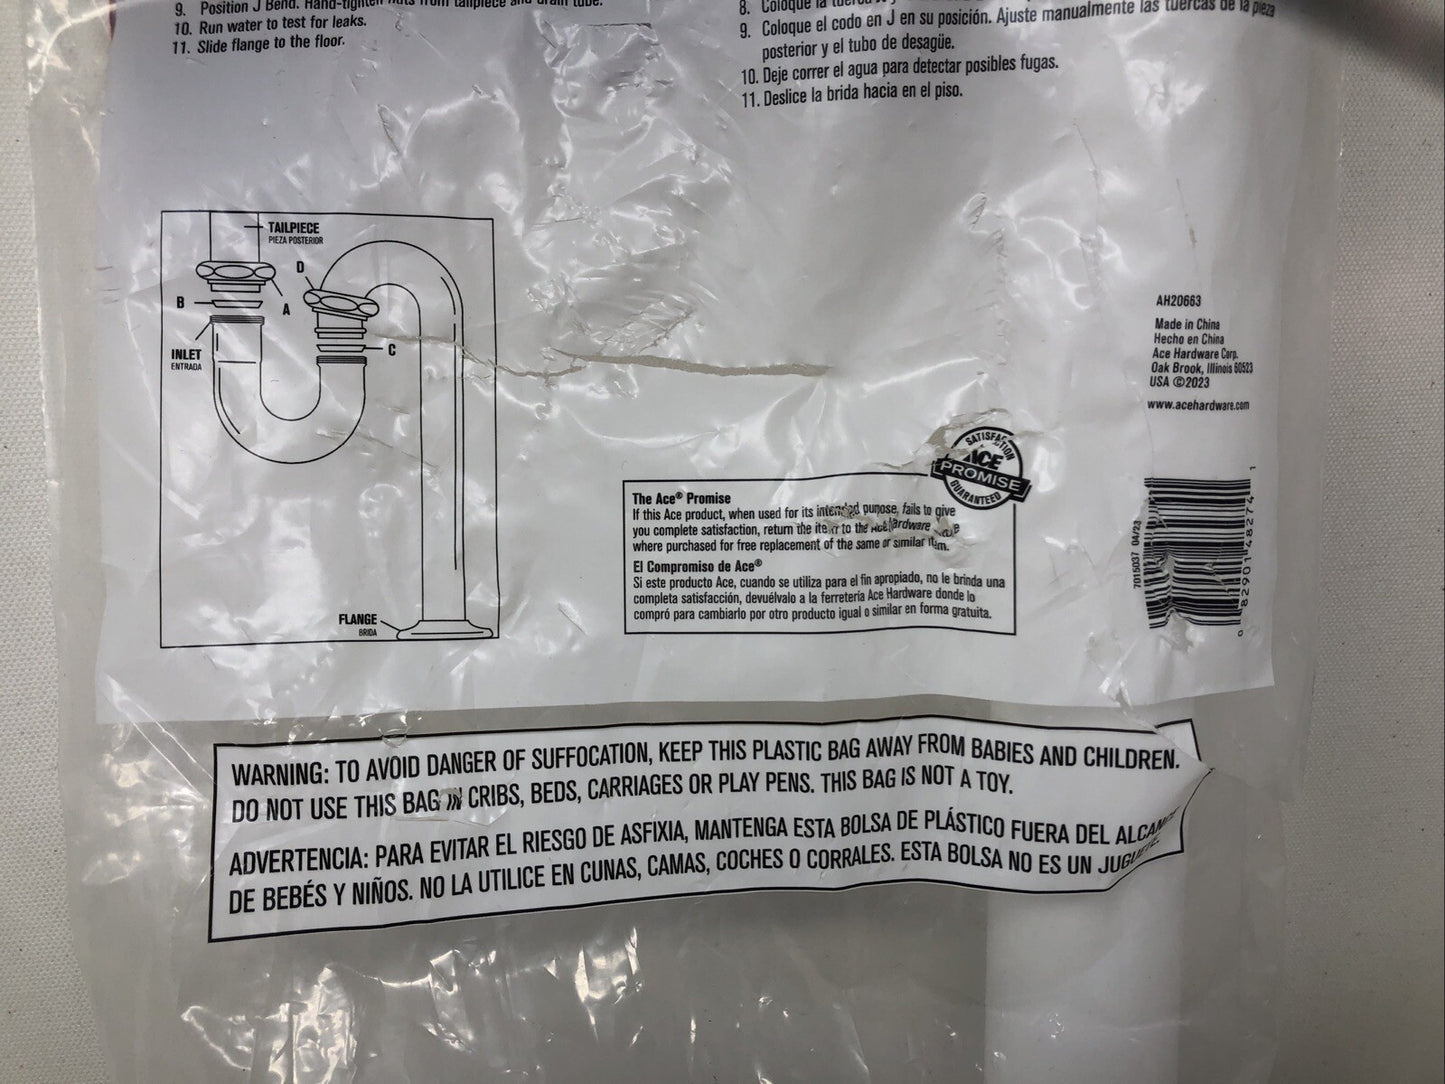 9. Position J Bend. Hand-tighten nuts from tailpiece and drain tube.
10. Run water to test for leaks.
11. Slide flange to the floor.
8. Coloque la
9. Coloque el codo en J en su posición. Ajuste manualmente las tuercas de la pieza
posterior y el tubo de desagüe.
10. Deje correr el agua para detectar posibles fugas.
11. Deslice la brida hacia en el piso.
TAILPIECE
PIEZA POSTERIOR
D
B
A
INLET
ENTRADA
C
FLANGE
BRIDA
AH20663
Made in China
Hecho en China
Ace Hardware Corp.
Oak Brook, Illinois 60523
USA ©2023
www.acehardware.com
SATISFACTION
ACE
PROMISE
GUARANTEED
The Ace® Promise
If this Ace product, when used for its intended purpose, fails to give
you complete satisfaction, return the item to the Ace Hardware
where purchased for free replacement of the same or similar item.
El Compromiso de Ace®
Si este producto Ace, cuando se utiliza para el fin apropiado, no le brinda una
completa satisfacción, devuélvalo a la ferretería Ace Hardware donde lo
compró para cambiarlo por otro producto igual o similar en forma gratuita.
7015037 04/23
0 82901 48274 1
WARNING: TO AVOID DANGER OF SUFFOCATION, KEEP THIS PLASTIC BAG AWAY FROM BABIES AND CHILDREN.
DO NOT USE THIS BAG IN CRIBS, BEDS, CARRIAGES OR PLAY PENS. THIS BAG IS NOT A TOY.
ADVERTENCIA: PARA EVITAR EL RIESGO DE ASFIXIA, MANTENGA ESTA BOLSA DE PLÁSTICO FUERA DEL ALCANCE
DE BEBÉS Y NIÑOS. NO LA UTILICE EN CUNAS, CAMAS, COCHES O CORRALES. ESTA BOLSA NO ES UN JUGUETE.